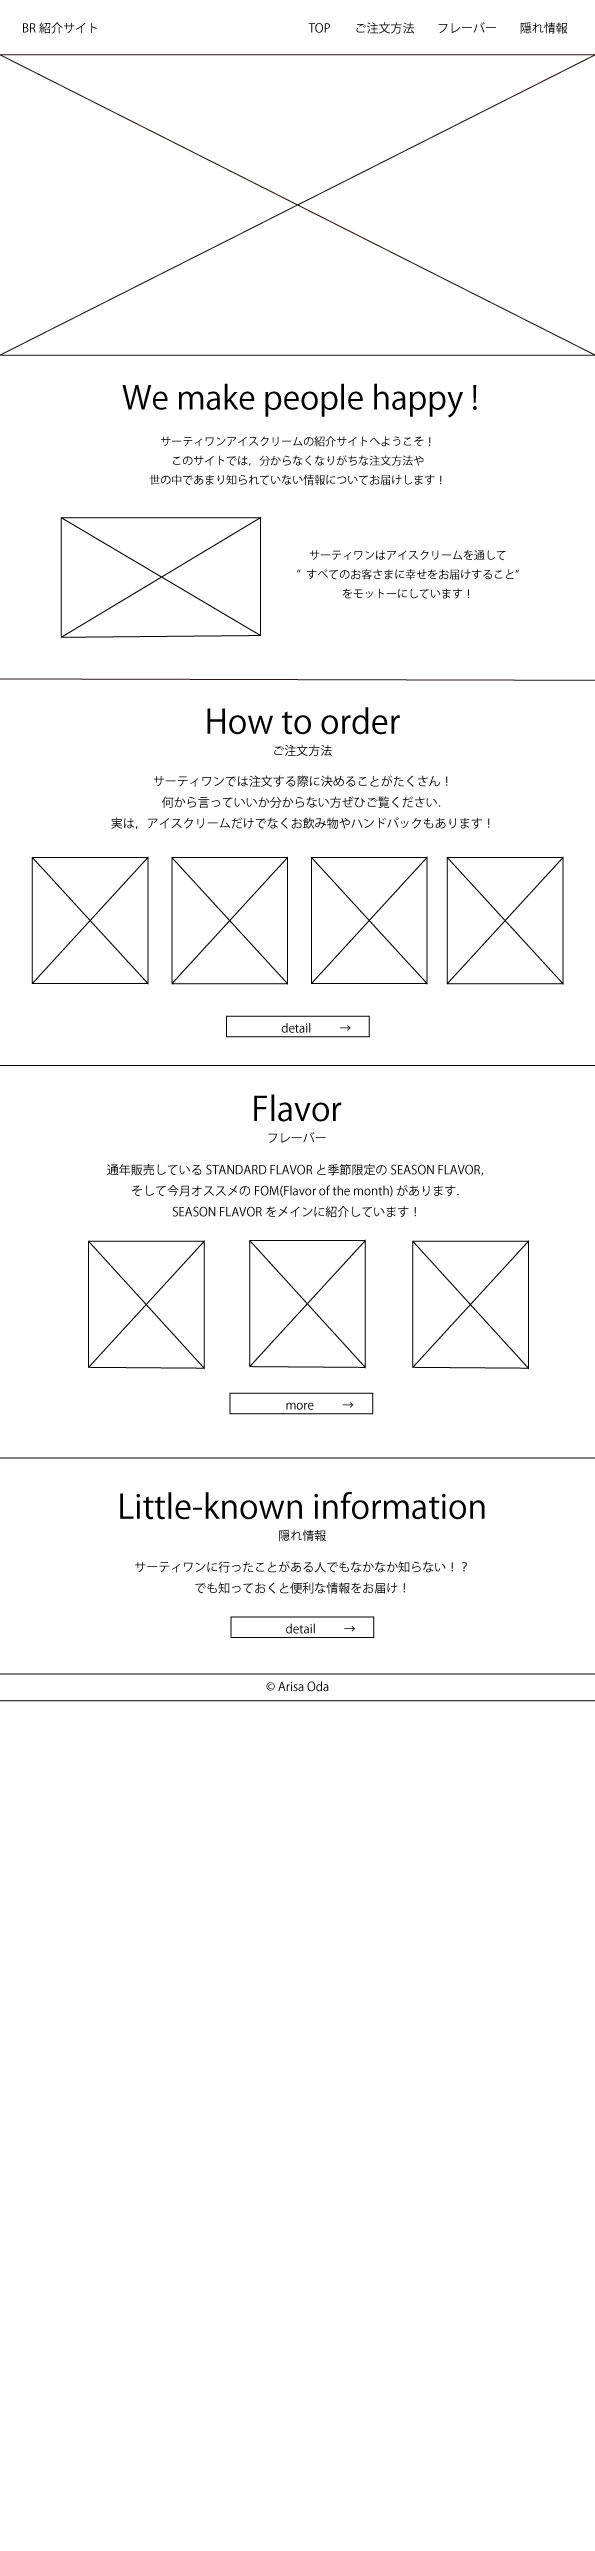 BR 紹介サイト
TOP ご注文方法 フレーバー 隠れ情報
We make people happy !
サーティワンアイスクリームの紹介サイトへようこそ！
このサイトでは，分からなくなりがちな注文方法や
世の中であまり知られていない情報についてお届けします！
サーティワンはアイスクリームを通して
“ すべてのお客さまに幸せをお届けすること”
をモットーにしています！
How to order
ご注文方法
サーティワンでは注文する際に決めることがたくさん！
何から言っていいか分からない方ぜひご覧ください.
実は，アイスクリームだけでなくお飲み物やハンドパックもあります！
detail →
Flavor
フレーバー
通年販売している STANDARD FLAVOR と季節限定の SEASON FLAVOR,
そして今月オススメの FOM(Flavor of the month) があります.
SEASON FLAVOR をメインに紹介しています！
more →
Little-known information
隠れ情報
サーティワンに行ったことがある人でもなかなか知らない！？
でも知っておくと便利な情報をお届け！
detail →
© Arisa Oda